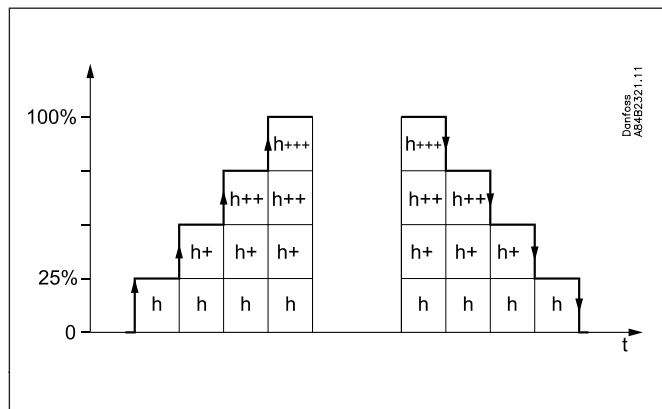 Danfoss
A84B2321.11
100%
h+++ h+++
h++ h++ h++ h++
h+ h+ h+ h+ h+ h+
25%
h h h h h h h h
0
t